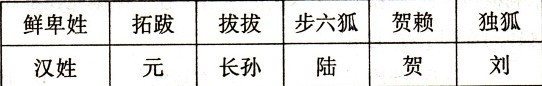 鲜卑姓 拓跋 拔拔 步六狐 贺赖 独狐
汉姓 元 长孙 陆 贺 刘